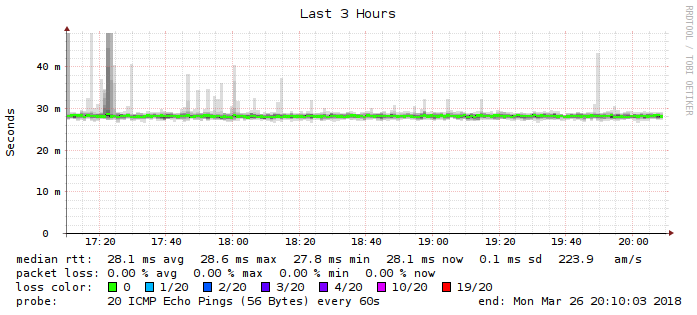 Last 3 Hours
RRDTOOL / TOBI OETIKER
Seconds
40 m
30 m
20 m
10 m
0
17:20 17:40 18:00 18:20 18:40 19:00 19:20 19:40 20:00
median rtt: 28.1 ms avg 28.6 ms max 27.8 ms min 28.1 ms now 0.1 ms sd 223.9 am/s
packet loss: 0.00 % avg 0.00 % max 0.00 % min 0.00 % now
loss color: 0 1/20 2/20 3/20 4/20 10/20 19/20
probe: 20 ICMP Echo Pings (56 Bytes) every 60s end: Mon Mar 26 20:10:03 2018